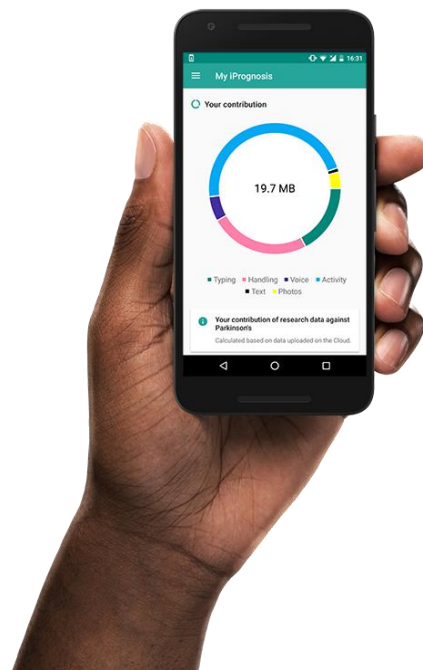 16:31
My iPrognosis
Your contribution
19.7 MB
Typing Handling Voice Activity
Text Photos
Your contribution of research data against
Parkinson's
Calculated based on data uploaded on the Cloud.